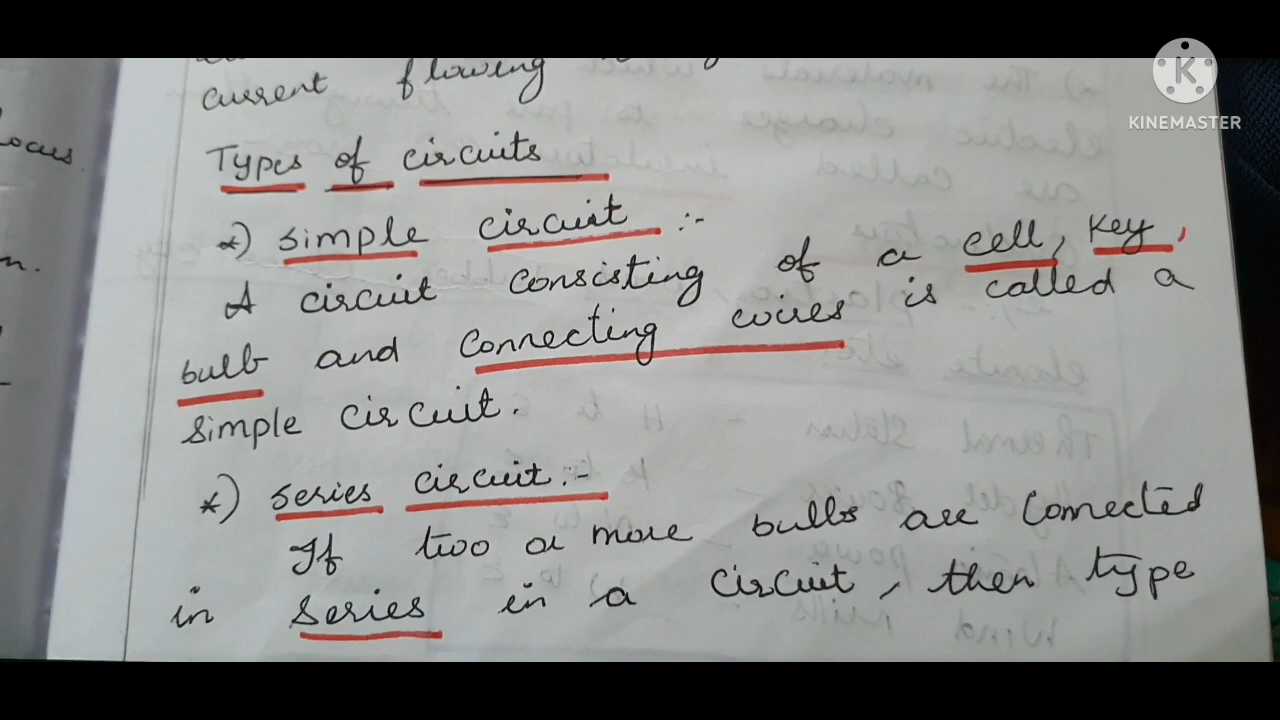 current flowing
Types of circuits
*) simple circuit :-
A circuit consisting of a cell, key,
bulb and connecting wires is called a
simple circuit.
*) series circuit :-
If two or more bulbs are connected
in series in a circuit, then type
ocus
n.
KINEMASTER